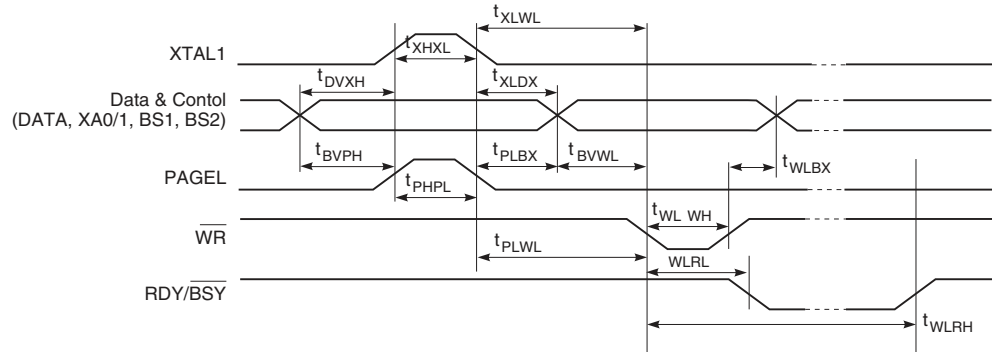 tXLWL
XTAL1
tXHXL
tDVXH
tXLDX
Data & Contol
(DATA, XA0/1, BS1, BS2)
tBVPH
tPLBX
tBVWL
tWLBX
PAGEL
tPHPL
tWL WH
WR
tPLWL
WLRL
RDY/BSY
tWLRH